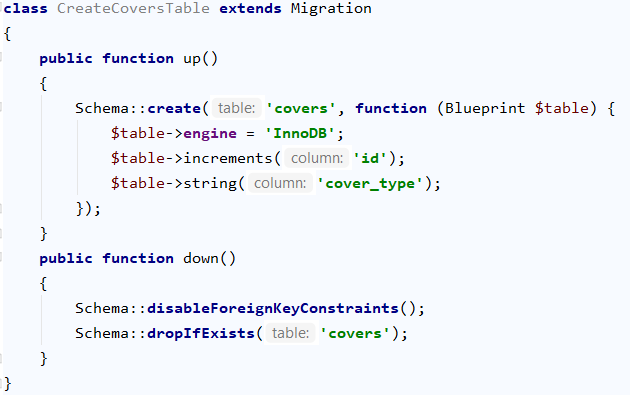 class CreateCoversTable extends Migration
{
    public function up()
    {
        Schema::create( table: 'covers', function (Blueprint $table) {
            $table->engine = 'InnoDB';
            $table->increments( column: 'id');
            $table->string( column: 'cover_type');
        });
    }
    public function down()
    {
        Schema::disableForeignKeyConstraints();
        Schema::dropIfExists( table: 'covers');
    }
}